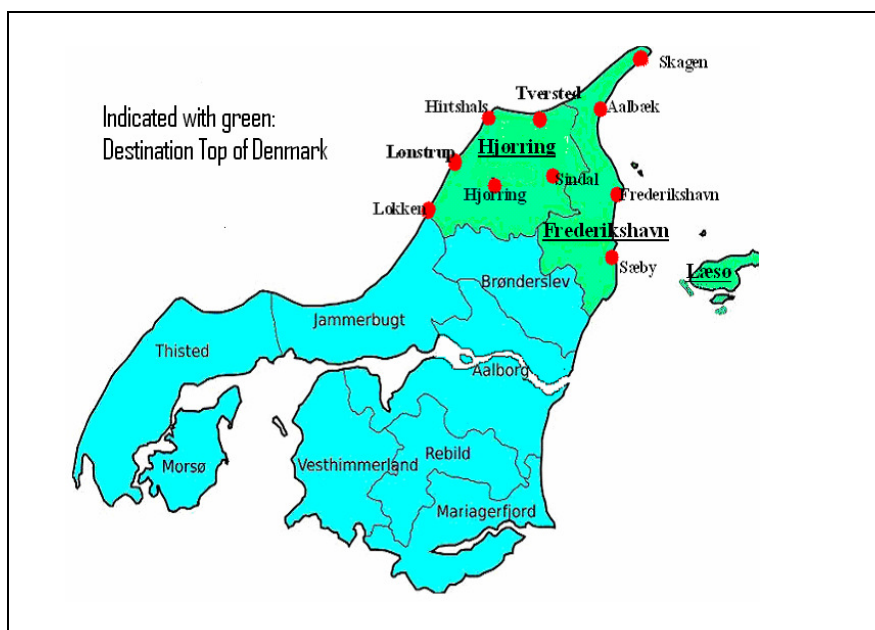 Skagen
Tversted
Hirtshals
Aalbæk
Indicated with green:
Destination Top of Denmark
Hjørring
Lønstrup
Sindal
Hjørring
Frederikshavn
Lokken
Frederikshavn
Sæby
Læsø
Brønderslev
Jammerbugt
Thisted
Aalborg
Morsø
Vesthimmerland
Rebild
Mariagerfjord